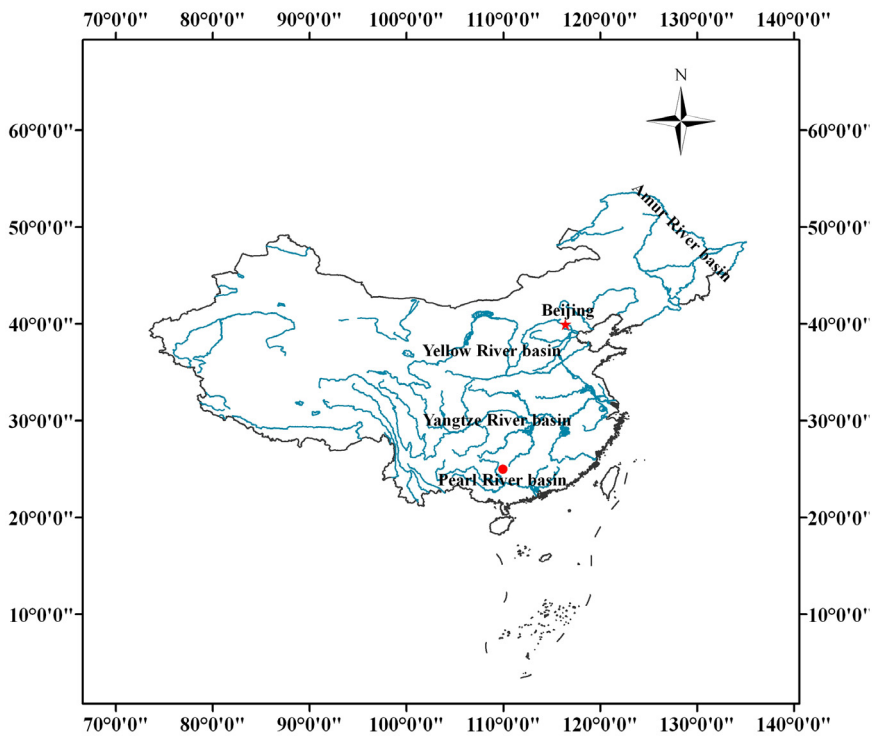 70°0'0" 80°0'0" 90°0'0" 100°0'0" 110°0'0" 120°0'0" 130°0'0" 140°0'0"
N
60°0'0" 60°0'0"
Amur River basin
50°0'0" 50°0'0"
Beijing
40°0'0" 40°0'0"
Yellow River basin
30°0'0" 30°0'0"
Yangtze River basin
Pearl River basin
20°0'0" 20°0'0"
10°0'0" 10°0'0"
70°0'0" 80°0'0" 90°0'0" 100°0'0" 110°0'0" 120°0'0" 130°0'0" 140°0'0"